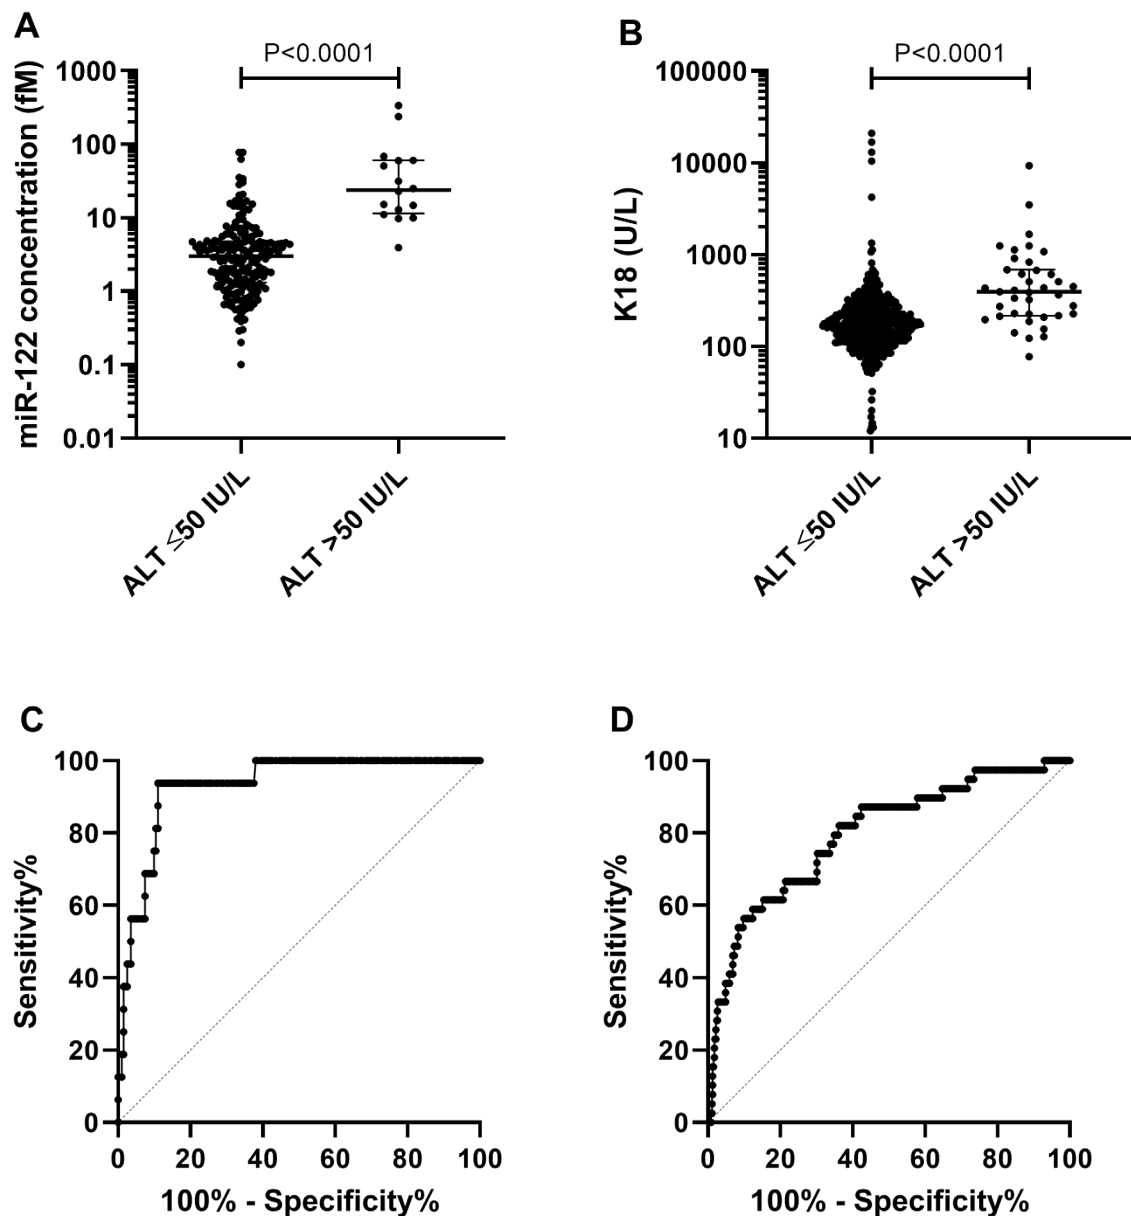 A
P<0.0001
miR-122 concentration (fM)
1000
100
10
1
0.1
0.01
ALT ≤50 IU/L
ALT >50 IU/L
B
P<0.0001
K18 (U/L)
100000
10000
1000
100
10
ALT ≤50 IU/L
ALT >50 IU/L
C
Sensitivity%
100
80
60
40
20
0
0 20 40 60 80 100
100% - Specificity%
D
Sensitivity%
100
80
60
40
20
0
0 20 40 60 80 100
100% - Specificity%